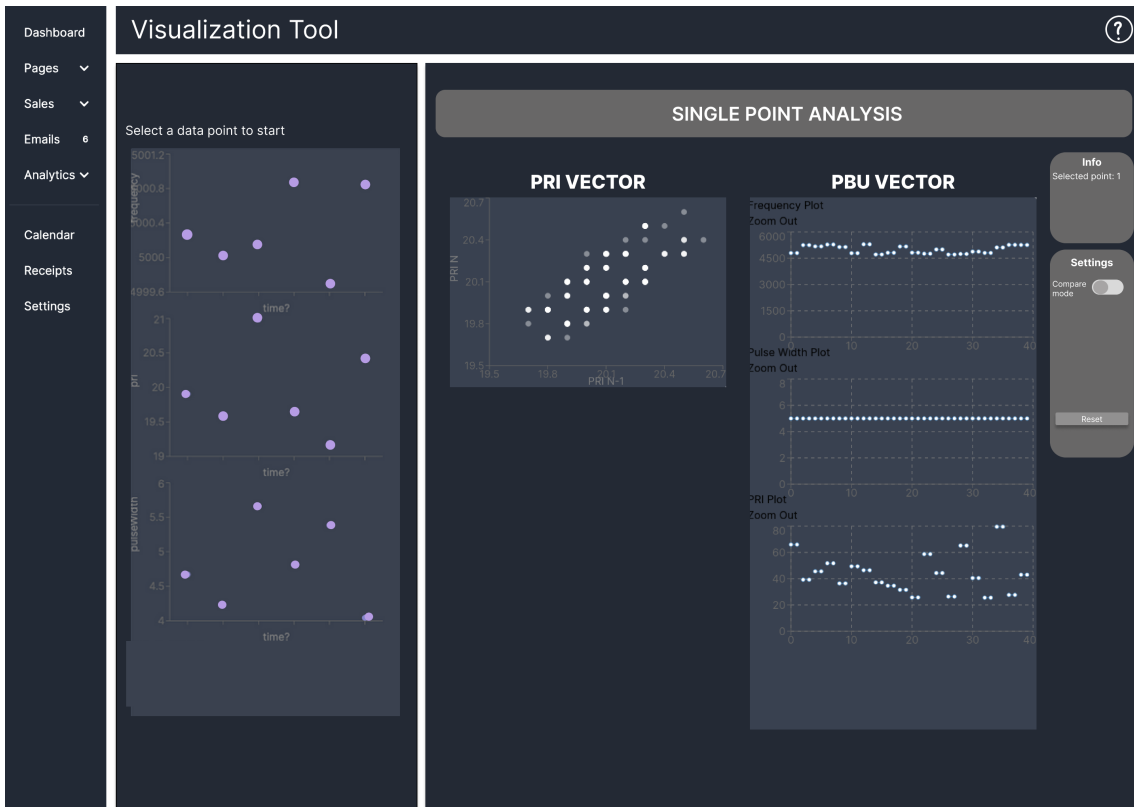 Dashboard
Pages
Sales
Emails 6
Analytics
Calendar
Receipts
Settings
Visualization Tool
?
Select a data point to start
5001.2
5000.8
5000.4
5000
4999.6
frequency
time?
21
20.5
20
19.5
19
pri
time?
6
5.5
5
4.5
4
pulseWidth
time?
SINGLE POINT ANALYSIS
PRI VECTOR
20.7
20.4
20.1
19.8
19.5
PRI N
19.5 19.8 20.1 20.4 20.7
PRI N-1
PBU VECTOR
Frequency Plot
Zoom Out
6000
4500
3000
1500
0
0 10 20 30 40
Pulse Width Plot
Zoom Out
8
6
4
2
0
0 10 20 30 40
PRI Plot
Zoom Out
80
60
40
20
0
0 10 20 30 40
Info
Selected point: 1
Settings
Compare
mode
Reset